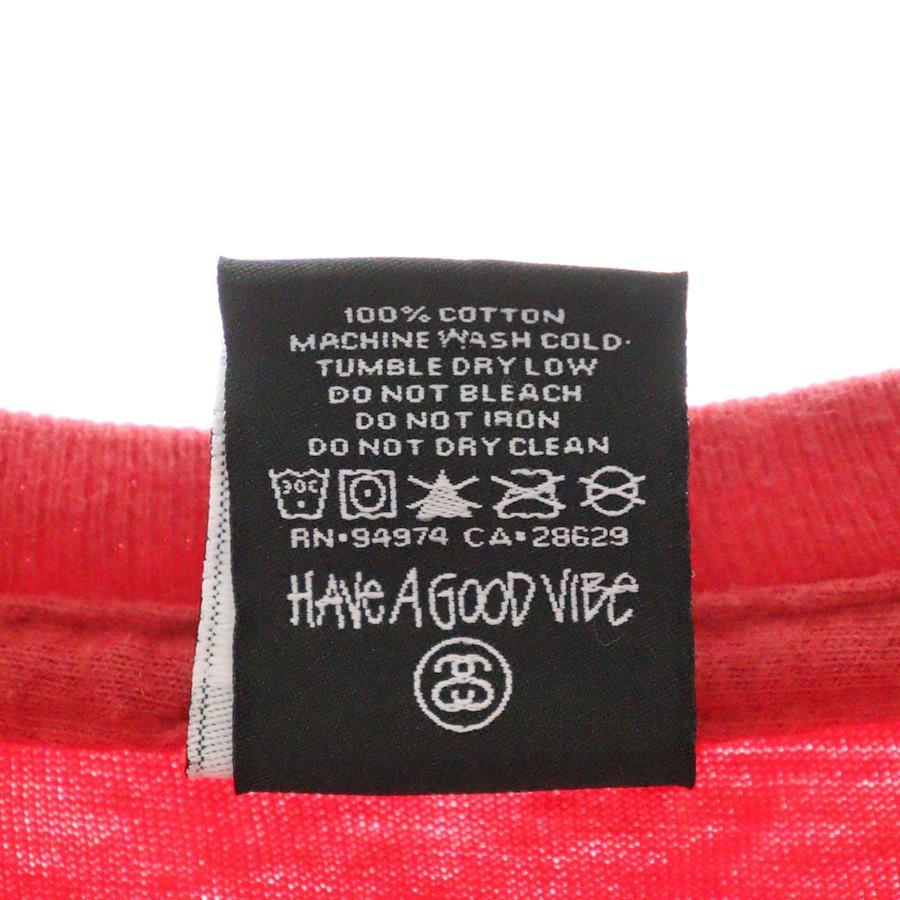 100% COTTON
MACHINE WASH COLD
TUMBLE DRY LOW
DO NOT BLEACH
DO NOT IRON
DO NOT DRY CLEAN
30C
RN•94974 CA•28629
HAVE A GOOD VIBE